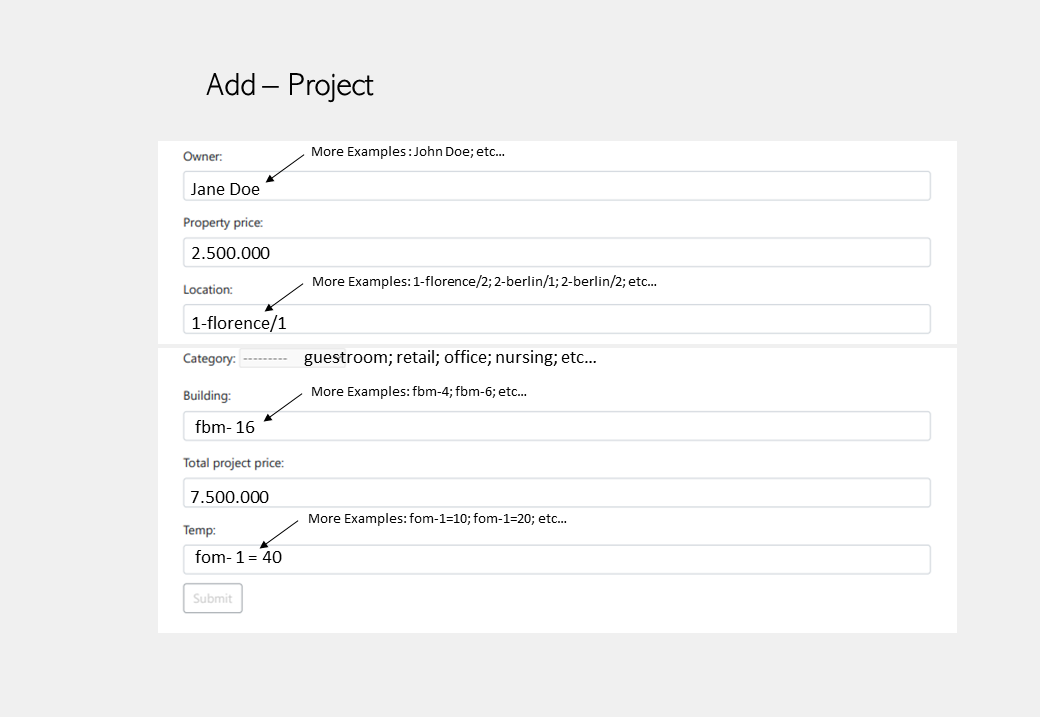 Add – Project
Owner:
More Examples : John Doe; etc...
Jane Doe
Property price:
2.500.000
More Examples: 1-florence/2; 2-berlin/1; 2-berlin/2; etc...
Location:
1-florence/1
Category: --------- guestroom; retail; office; nursing; etc...
More Examples: fbm-4; fbm-6; etc...
Building:
fbm- 16
Total project price:
7.500.000
More Examples: fom-1=10; fom-1=20; etc...
Temp:
fom- 1 = 40
Submit